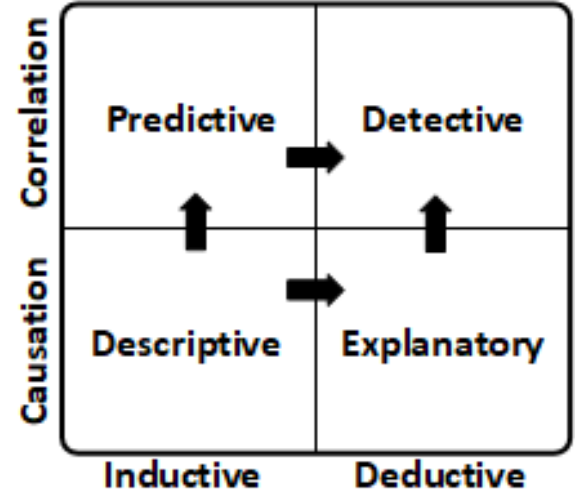 Correlation
Predictive
Detective
Causation
Descriptive
Explanatory
Inductive
Deductive